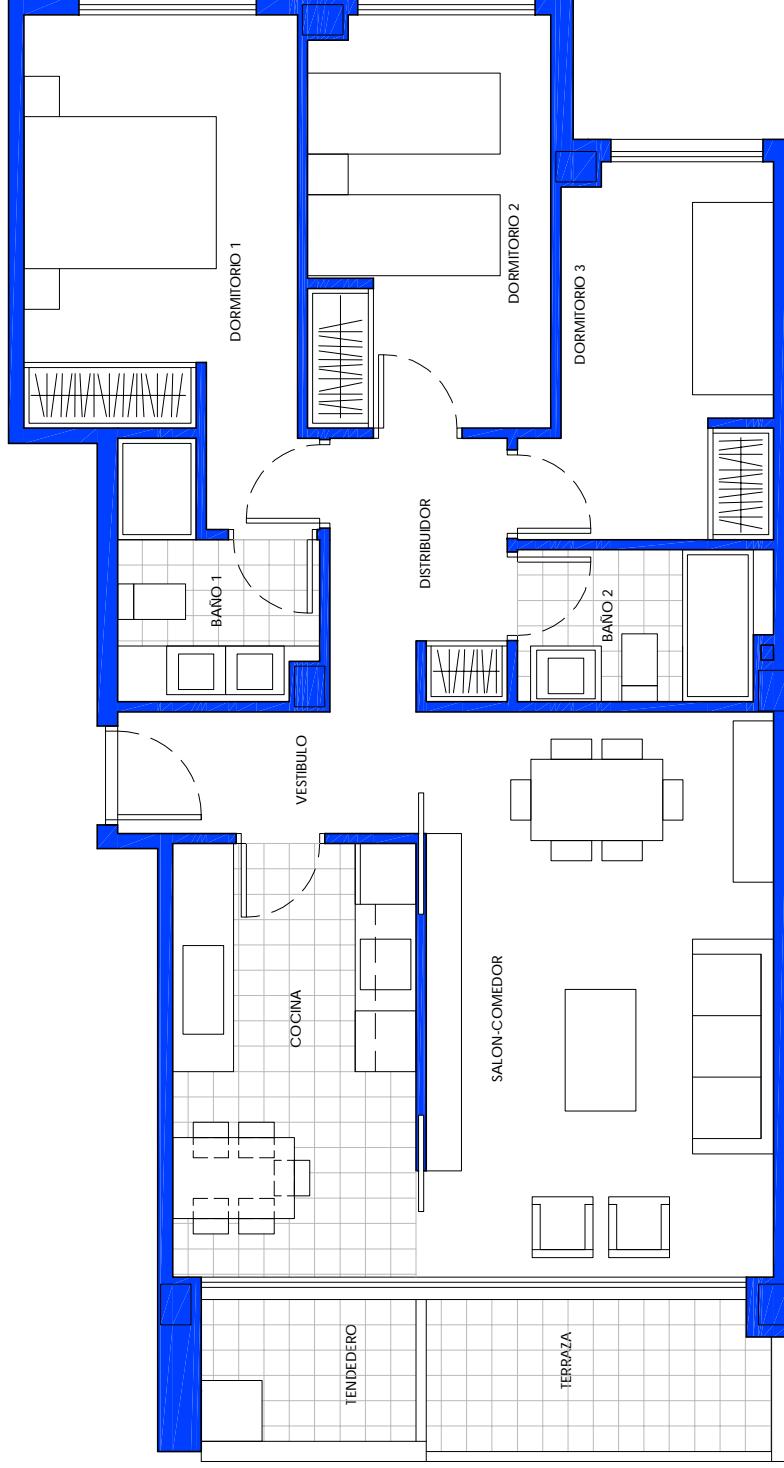 DORMITORIO 1
DORMITORIO 2
DORMITORIO 3
DISTRIBUIDOR
BAÑO 1
BAÑO 2
VESTIBULO
COCINA
SALON-COMEDOR
TENDEDERO
TERRAZA